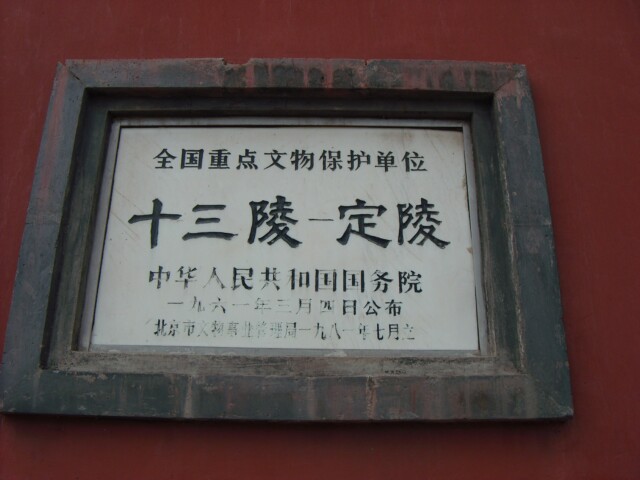 全国重点文物保护单位
十三陵—定陵
中华人民共和国国务院
一九六一年三月四日公布
北京市文物事业管理局一九八一年七月立